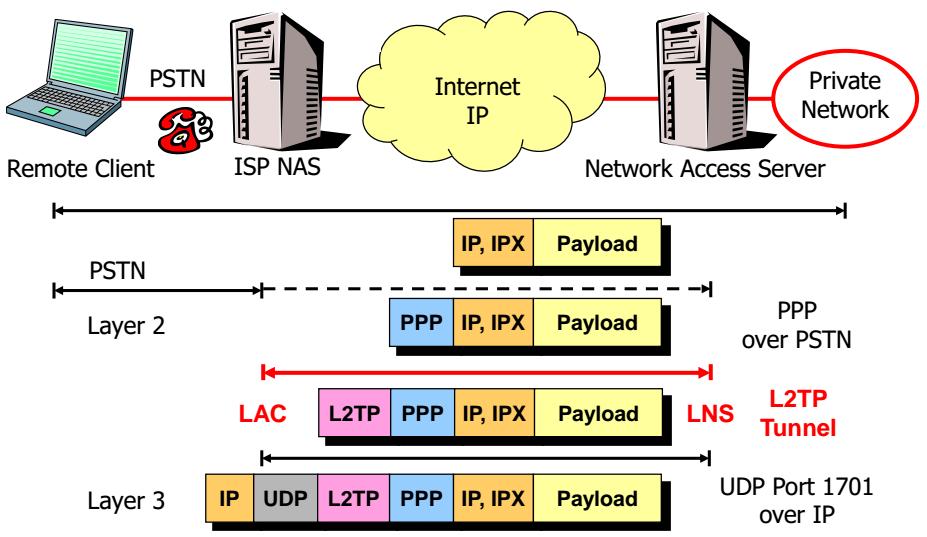 PSTN
Internet
IP
Private
Network
Remote Client
ISP NAS
Network Access Server
IP, IPX Payload
PSTN
Layer 2
PPP IP, IPX Payload
PPP
over PSTN
LAC
L2TP PPP IP, IPX Payload
LNS
L2TP
Tunnel
Layer 3
IP UDP L2TP PPP IP, IPX Payload
UDP Port 1701
over IP